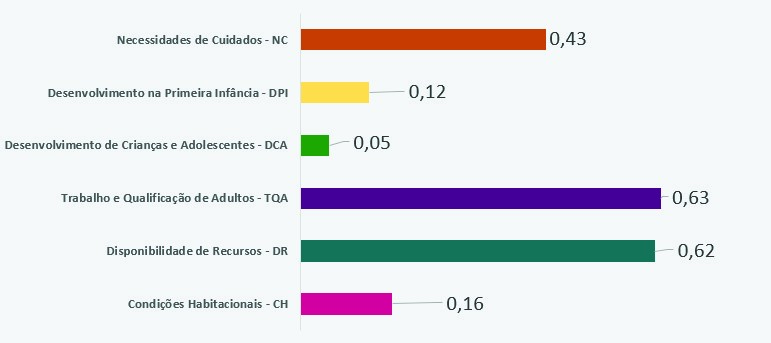 Necessidades de Cuidados - NC 0,43
Desenvolvimento na Primeira Infância - DPI 0,12
Desenvolvimento de Crianças e Adolescentes - DCA 0,05
Trabalho e Qualificação de Adultos - TQA 0,63
Disponibilidade de Recursos - DR 0,62
Condições Habitacionais - CH 0,16